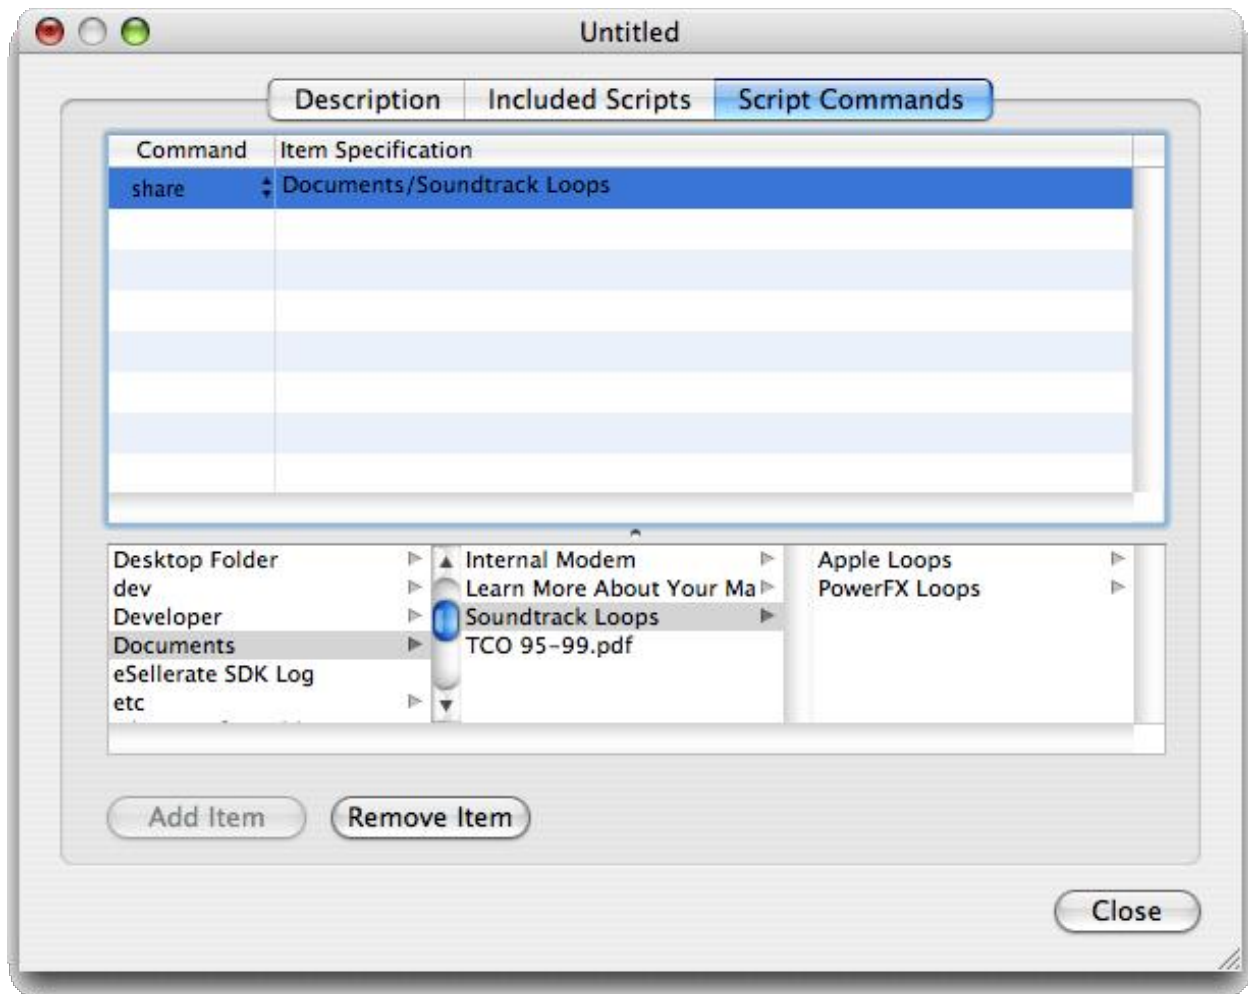 Untitled
Description Included Scripts Script Commands
Command Item Specification
share Documents/Soundtrack Loops
Desktop Folder Internal Modem Apple Loops
dev Learn More About Your Ma PowerFX Loops
Developer Soundtrack Loops
Documents TCO 95-99.pdf
eSellerate SDK Log
etc
Add Item Remove Item
Close